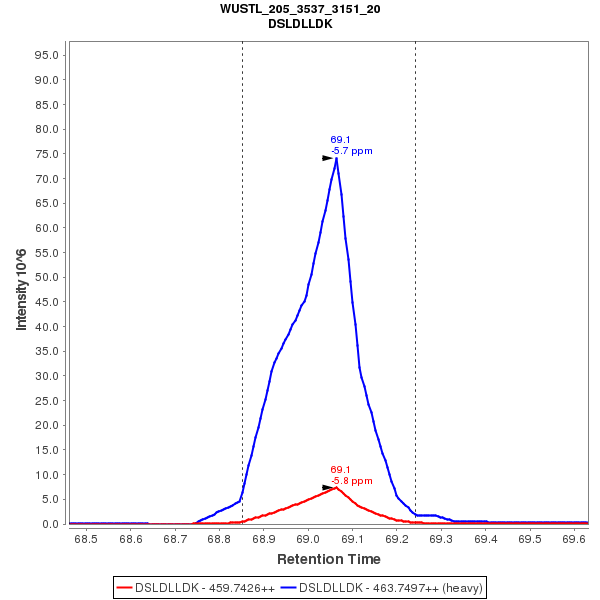 WUSTL_205_3537_3151_20
DSLDLLDK
95.0
90.0
85.0
80.0
75.0
70.0
65.0
60.0
55.0
50.0
45.0
40.0
35.0
30.0
25.0
20.0
15.0
10.0
5.0
0.0
Intensity 10^6
69.1
-5.7 ppm
69.1
-5.8 ppm
68.5 68.6 68.7 68.8 68.9 69.0 69.1 69.2 69.3 69.4 69.5 69.6
Retention Time
DSLDLLDK - 459.7426++ DSLDLLDK - 463.7497++ (heavy)